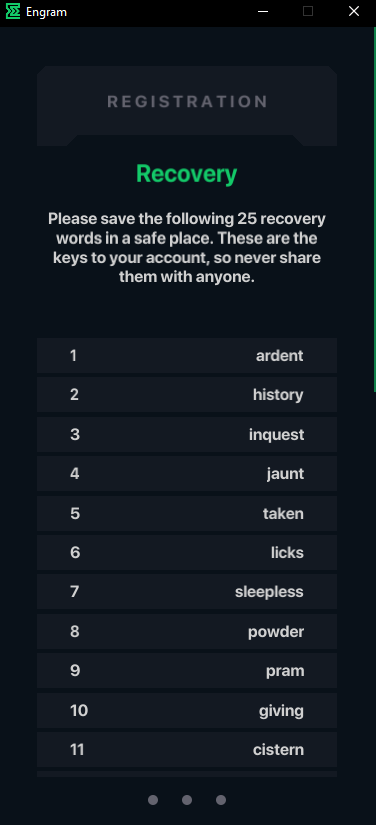 Engram
REGISTRATION
Recovery
Please save the following 25 recovery
words in a safe place. These are the
keys to your account, so never share
them with anyone.
1 ardent
2 history
3 inquest
4 jaunt
5 taken
6 licks
7 sleepless
8 powder
9 pram
10 giving
11 cistern